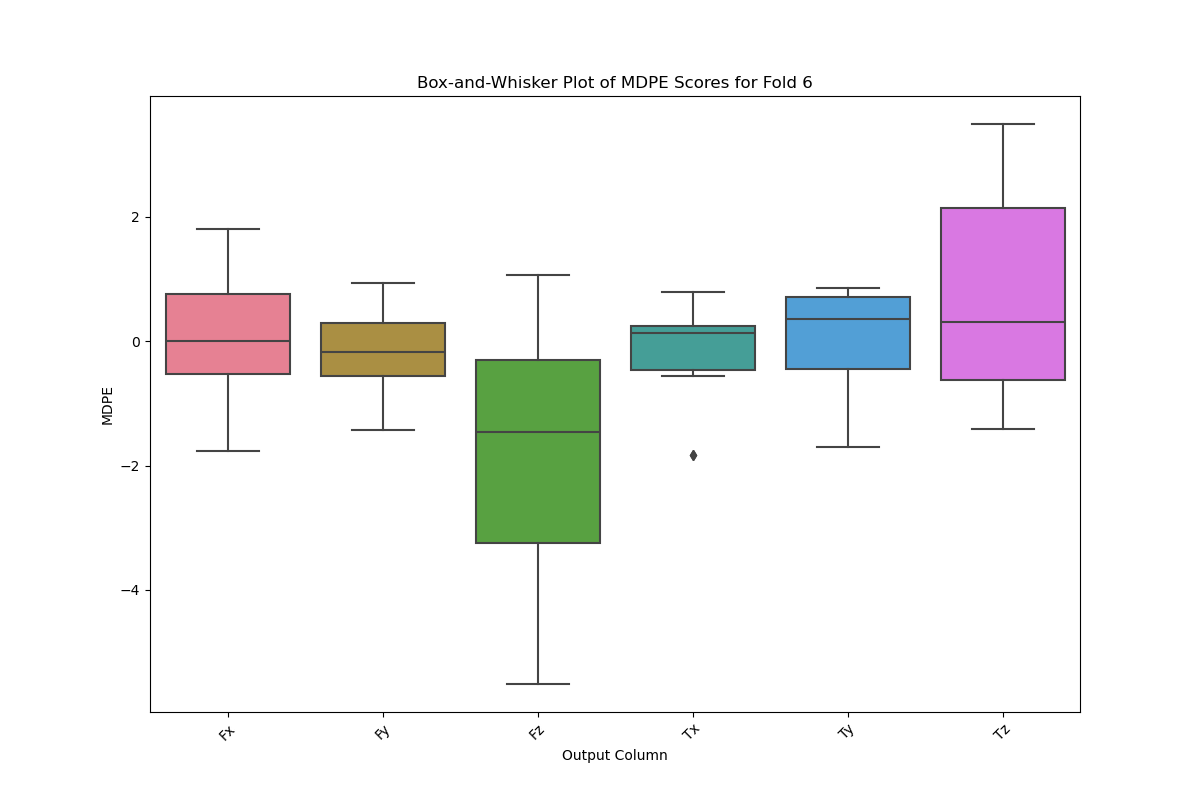 Box-and-Whisker Plot of MDPE Scores for Fold 6
2
0
−2
−4
MDPE
Fx
Fy
Fz
Tx
Ty
Tz
Output Column